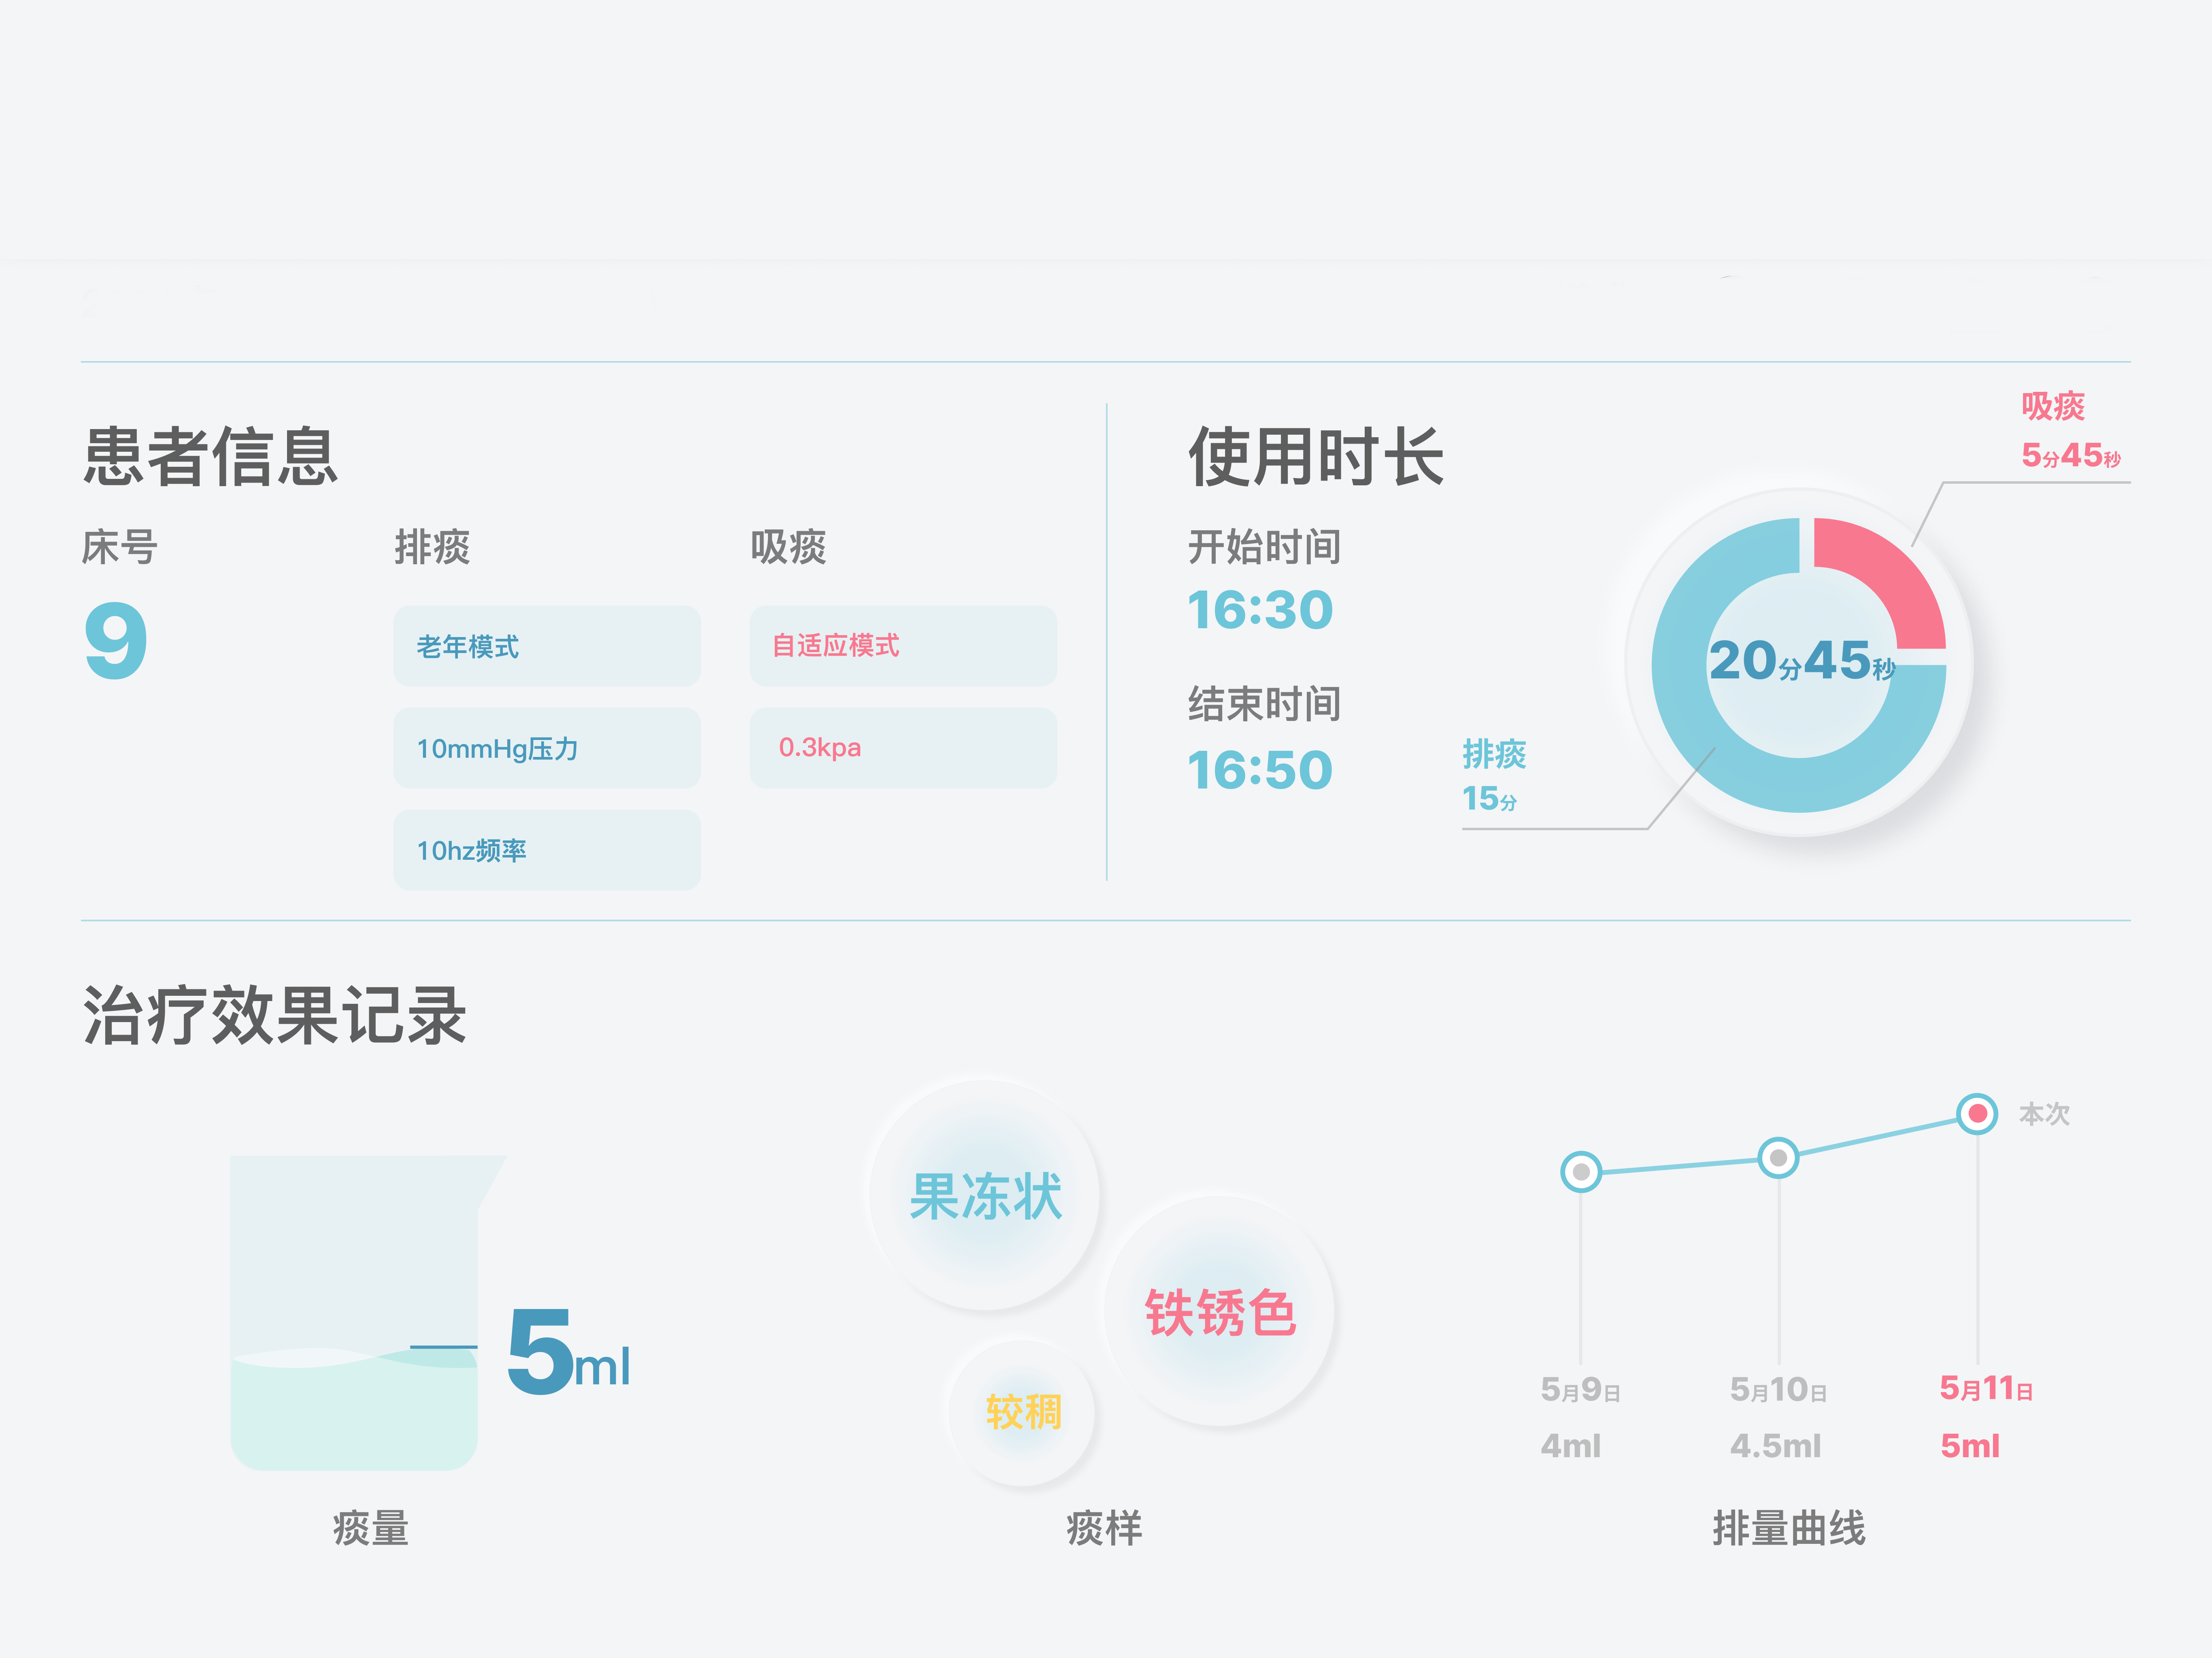 患者信息
床号
9
排痰
老年模式
10mmHg压力
10hz频率
吸痰
自适应模式
0.3kpa
使用时长
开始时间
16:30
结束时间
16:50
吸痰
5分45秒
20分45秒
排痰
15分
治疗效果记录
5ml
痰量
果冻状
铁锈色
较稠
痰样
本次
5月9日
4ml
5月10日
4.5ml
5月11日
5ml
排量曲线